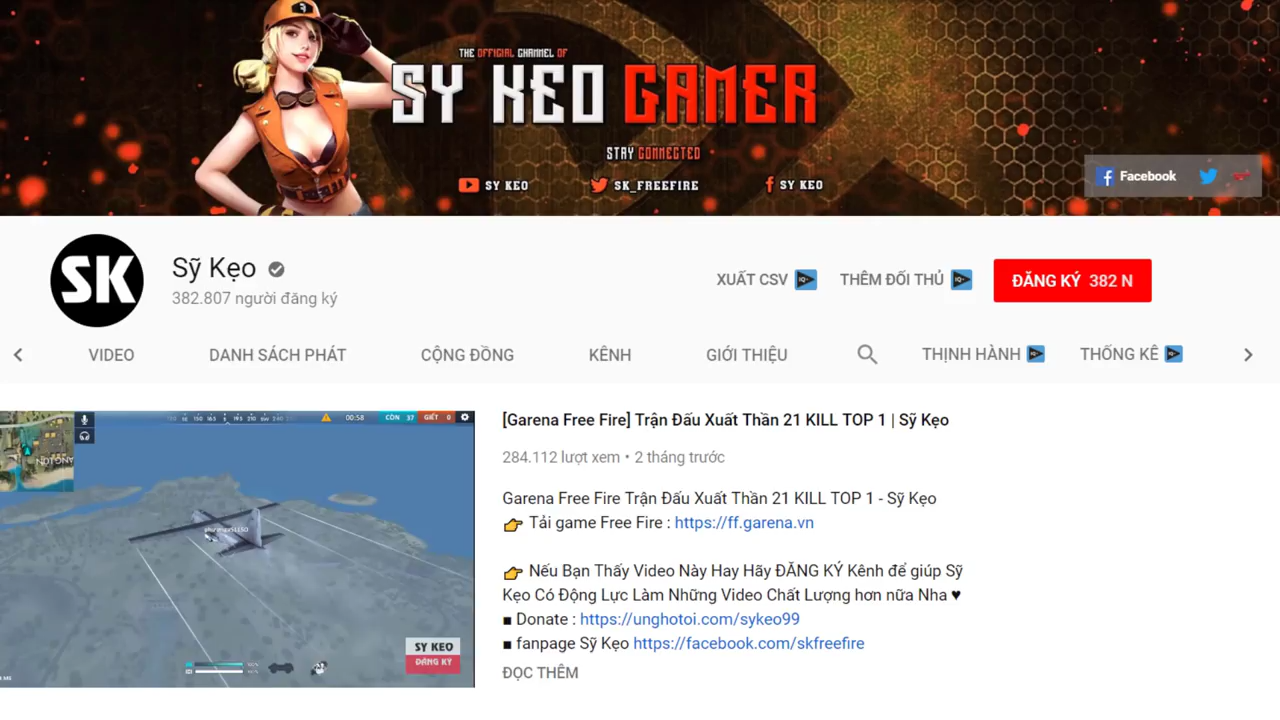 THE OFFICIAL CHANNEL OF
SY KEO GAMER
STAY CONNECTED
SY KEO SK_FREEFIRE SY KEO
Facebook
SK
Sỹ Kẹo
382.807 người đăng ký
XUẤT CSV THÊM ĐỐI THỦ ĐĂNG KÝ 382 N
VIDEO DANH SÁCH PHÁT CỘNG ĐỒNG KÊNH GIỚI THIỆU THỊNH HÀNH THỐNG KÊ
00:58 CÒN 37 GIẾT 0
SY KEO
ĐĂNG KÝ
[Garena Free Fire] Trận Đấu Xuất Thần 21 KILL TOP 1 | Sỹ Kẹo
284.112 lượt xem • 2 tháng trước
Garena Free Fire Trận Đấu Xuất Thần 21 KILL TOP 1 - Sỹ Kẹo
👉 Tải game Free Fire : https://ff.garena.vn
👉 Nếu Bạn Thấy Video Này Hay Hãy ĐĂNG KÝ Kênh để giúp Sỹ
Kẹo Có Động Lực Làm Những Video Chất Lượng hơn nữa Nha ♥
■ Donate : https://unghotoi.com/sykeo99
■ fanpage Sỹ Kẹo https://facebook.com/skfreefire
ĐỌC THÊM